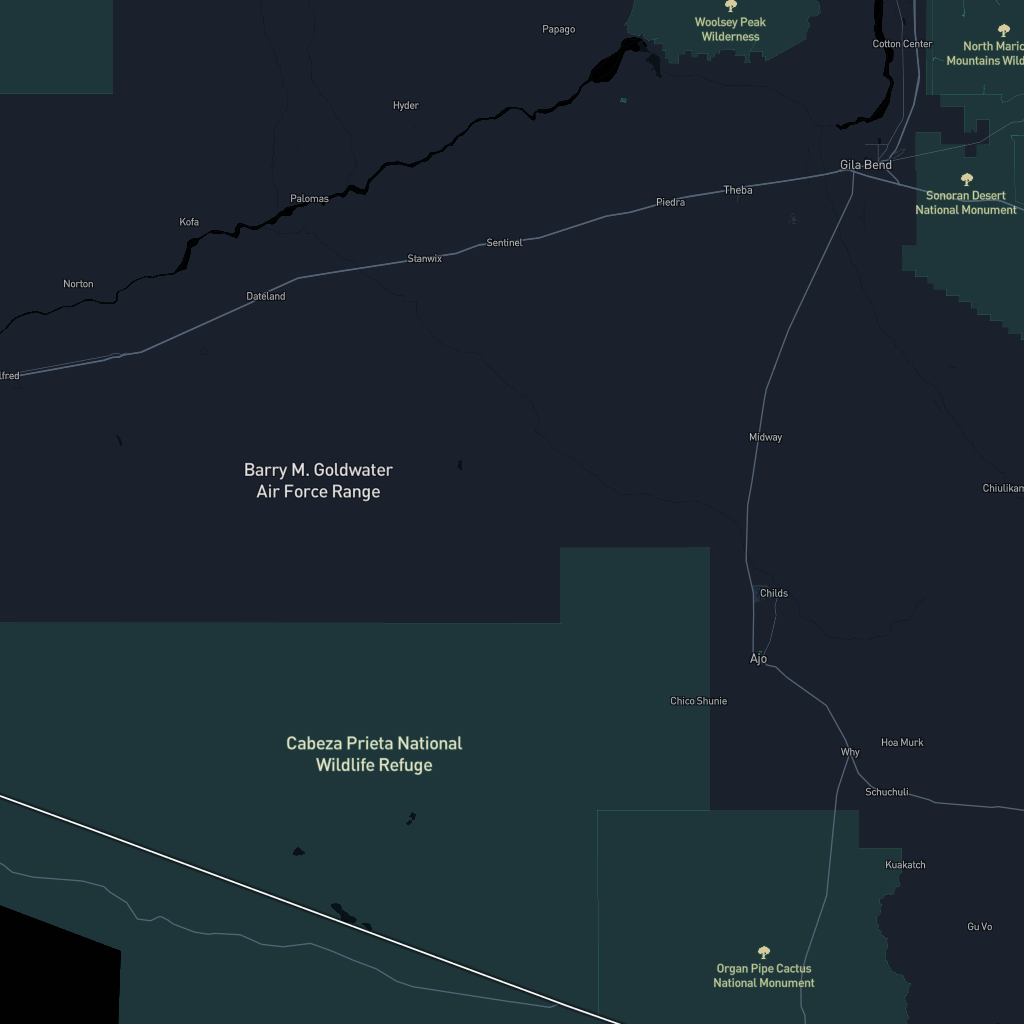 Woolsey Peak
Wilderness
Papago
Cotton Center
North Maric
Mountains Wild
Hyder
Gila Bend
Sonoran Desert
National Monument
Theba
Palomas
Piedra
Kofa
Sentinel
Stanwix
Norton
Dateland
lfred
Midway
Barry M. Goldwater
Air Force Range
Chiulikam
Childs
Ajo
Chico Shunie
Cabeza Prieta National
Wildlife Refuge
Why
Hoa Murk
Schuchuli
Kuakatch
Gu Vo
Organ Pipe Cactus
National Monument